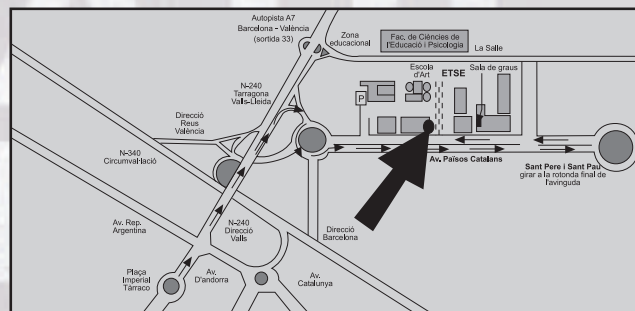 Autopista A7
Barcelona - València
(sortida 33)
Zona
educacional
Fac. de Ciències de
l'Educació i Psicologia
La Salle
N-240
Tarragona
Valls-Lleida
Escola
d'Art
ETSE
Sala de graus
P
Direcció
Reus
València
N-340
Circumval·lació
Av. Països Catalans
Sant Pere i Sant Pau
girar a la rotonda final de
l'avinguda
Av. Rep.
Argentina
N-240
Direcció
Valls
Direcció
Barcelona
Plaça
Imperial
Tàrraco
Av.
D'andorra
Av.
Catalunya